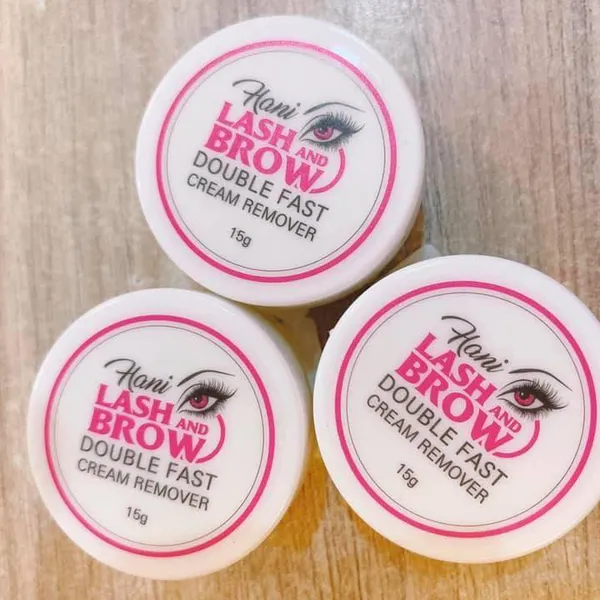 Hani
LASH AND
BROW
DOUBLE FAST
CREAM REMOVER
15g
Hani
LASH AND
BROW
DOUBLE FAST
CREAM REMOVER
15g
Hani
LASH AND
BROW
DOUBLE FAST
CREAM REMOVER
15g